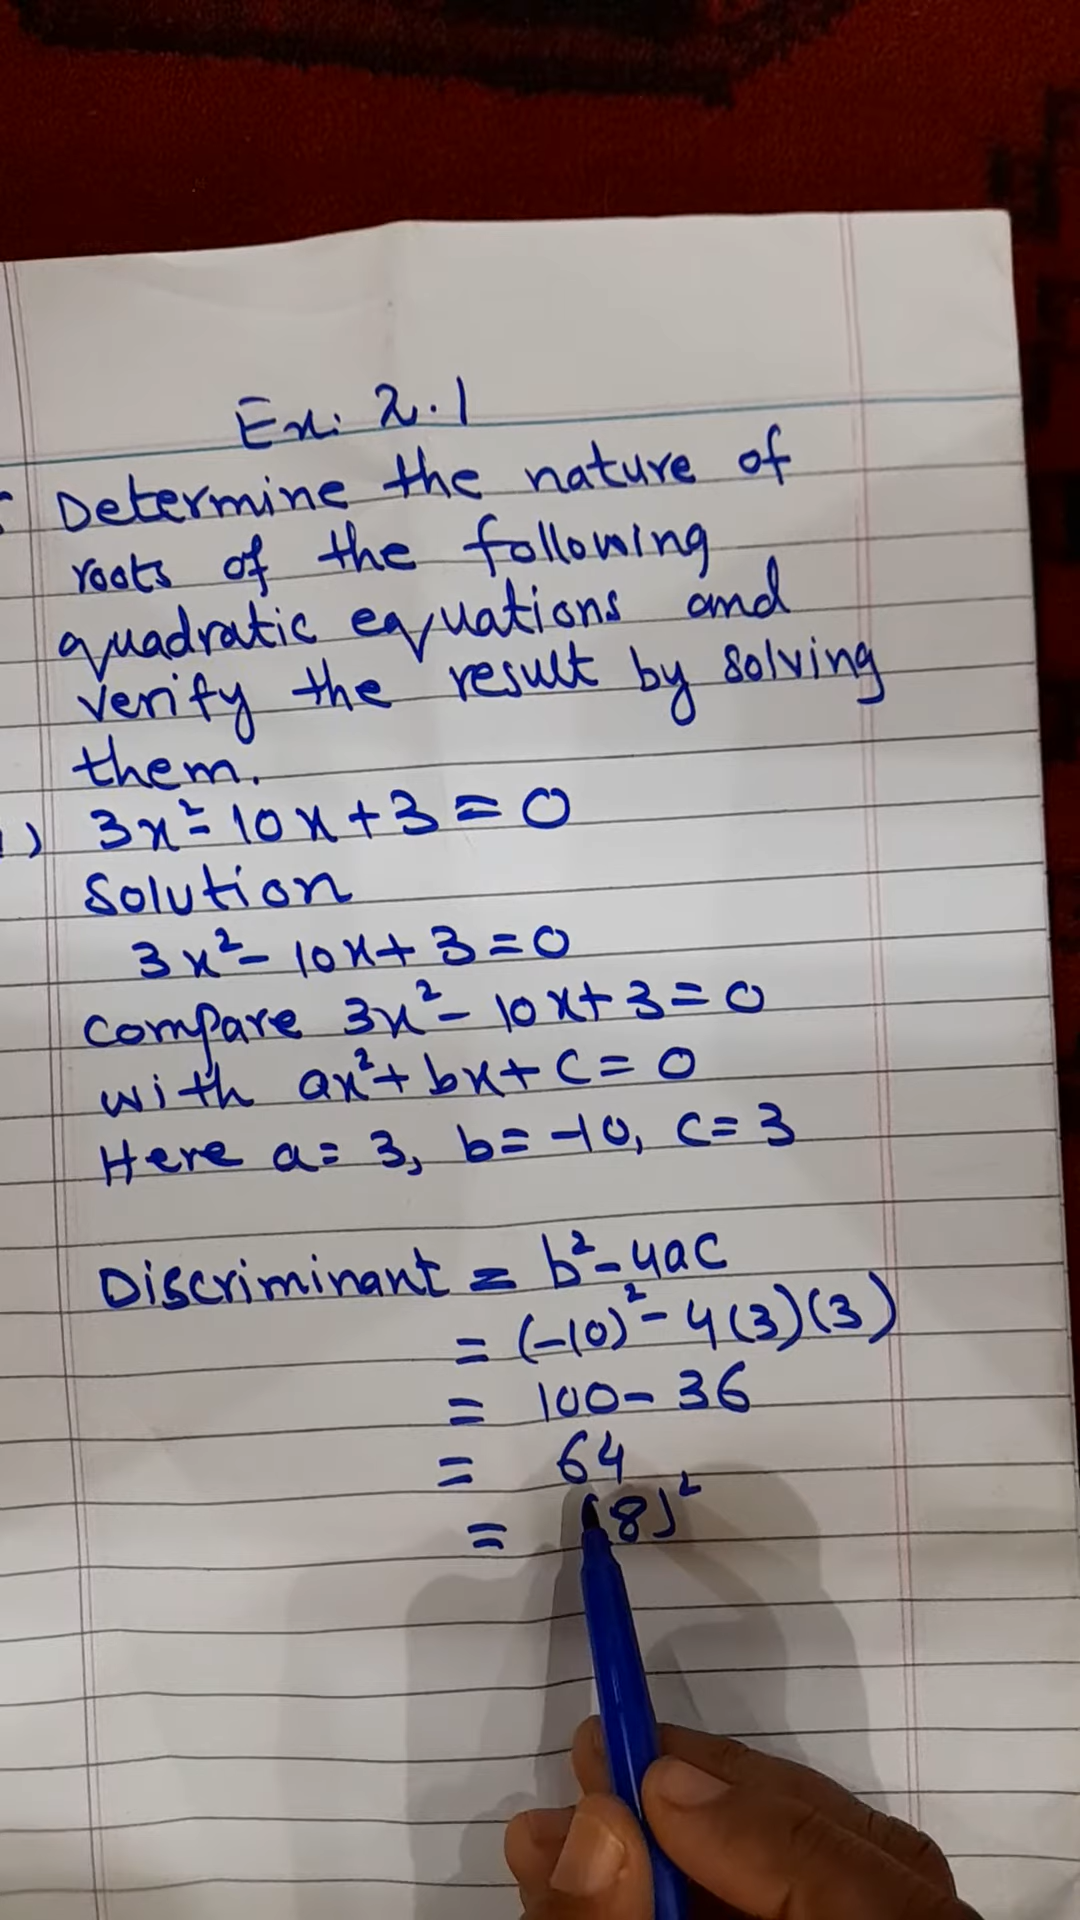 Ex: 2.1
Determine the nature of
roots of the following
quadratic equations and
verify the result by solving
them.
) 3x²-10x+3=0
Solution
3x²-10x+3=0
Compare 3x²-10x+3=0
with ax²+bx+c=0
Here a=3, b=-10, c=3
Discriminant = b²-4ac
= (-10)²-4(3)(3)
= 100-36
= 64
= (8)²